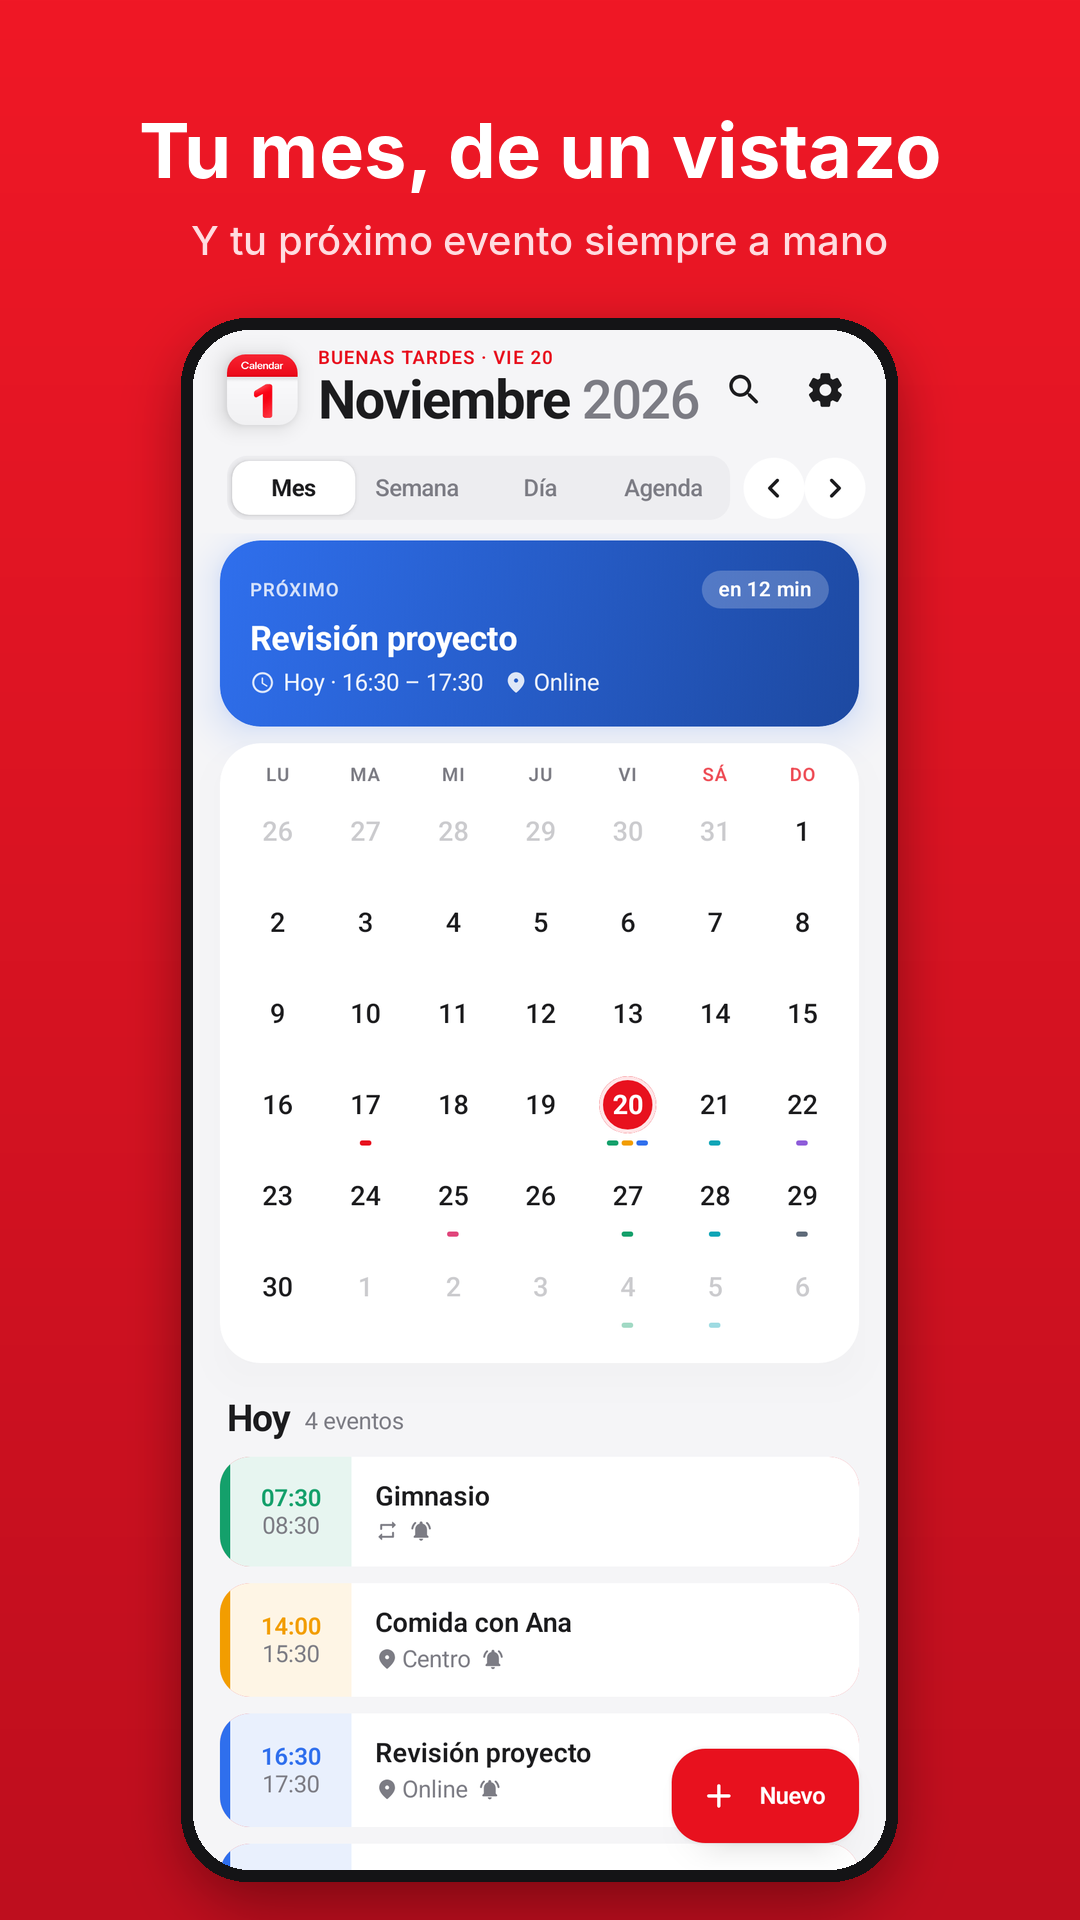 Tu mes, de un vistazo
Y tu próximo evento siempre a mano
Calendar
1
BUENAS TARDES · VIE 20
Noviembre 2026
Mes Semana Día Agenda
PRÓXIMO en 12 min
Revisión proyecto
Hoy · 16:30 – 17:30 Online
LU MA MI JU VI SÁ DO
26 27 28 29 30 31 1
2 3 4 5 6 7 8
9 10 11 12 13 14 15
16 17 18 19 20 21 22
23 24 25 26 27 28 29
30 1 2 3 4 5 6
Hoy 4 eventos
07:30 Gimnasio
08:30
14:00 Comida con Ana
15:30 Centro
16:30 Revisión proyecto
17:30 Online
Nuevo